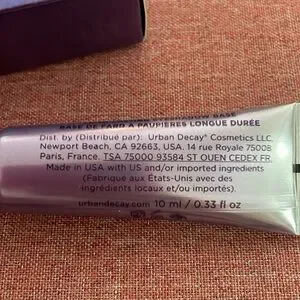 BASE
BASE DE FARD À PAUPIÈRES LONGUE DURÉE
Dist. by (Distribué par): Urban Decay® Cosmetics LLC,
Newport Beach, CA 92663, USA. 14 rue Royale 75008
Paris, France. TSA 75000 93584 ST OUEN CEDEX FR.
Made in USA with US and/or imported ingredients
(Fabriqué aux États-Unis avec des
ingrédients locaux et/ou importés).
urbandecay.com 10 ml / 0.33 fl oz